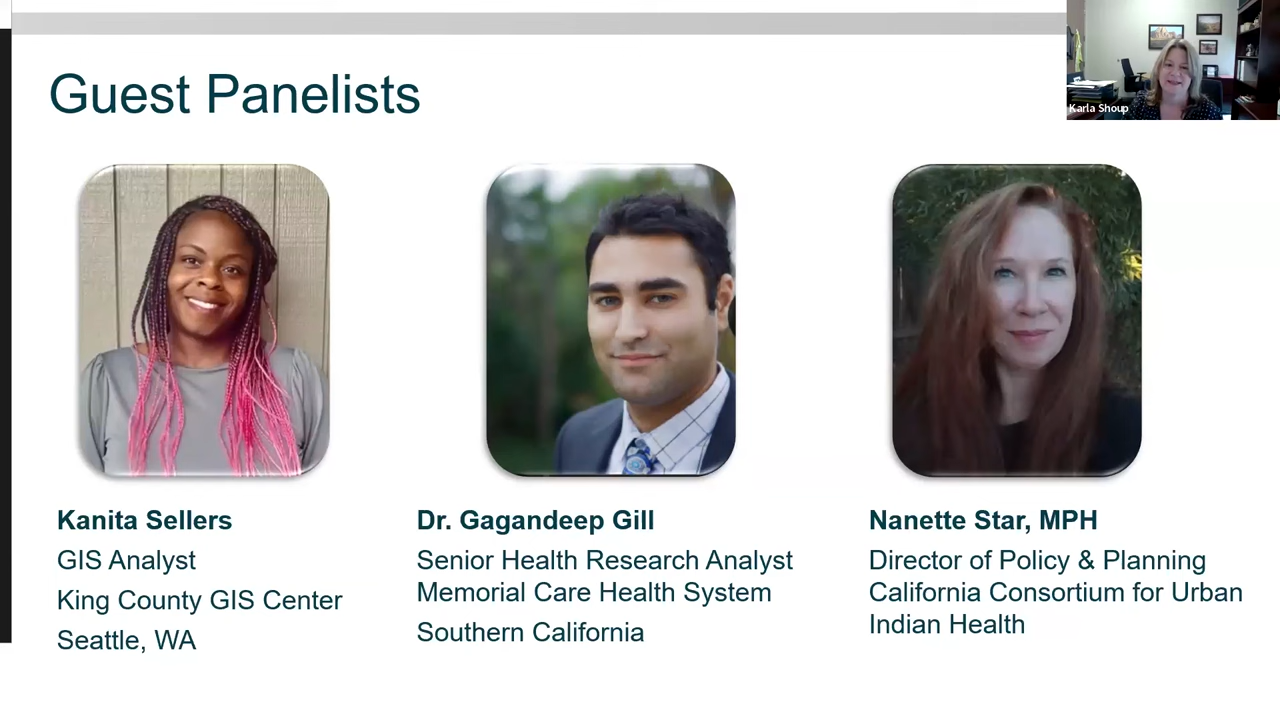 Guest Panelists
Karla Shoup
Kanita Sellers
GIS Analyst
King County GIS Center
Seattle, WA
Dr. Gagandeep Gill
Senior Health Research Analyst
Memorial Care Health System
Southern California
Nanette Star, MPH
Director of Policy & Planning
California Consortium for Urban
Indian Health